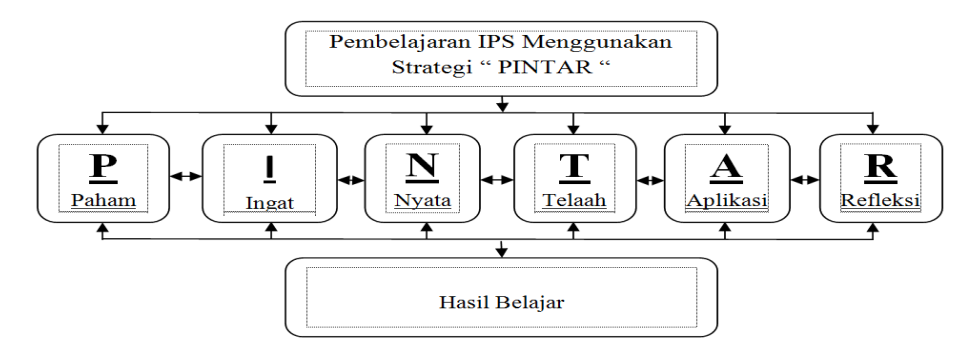 Pembelajaran IPS Menggunakan
Strategi “ PINTAR “
P
Paham
I
Ingat
N
Nyata
T
Telaah
A
Aplikasi
R
Refleksi
Hasil Belajar